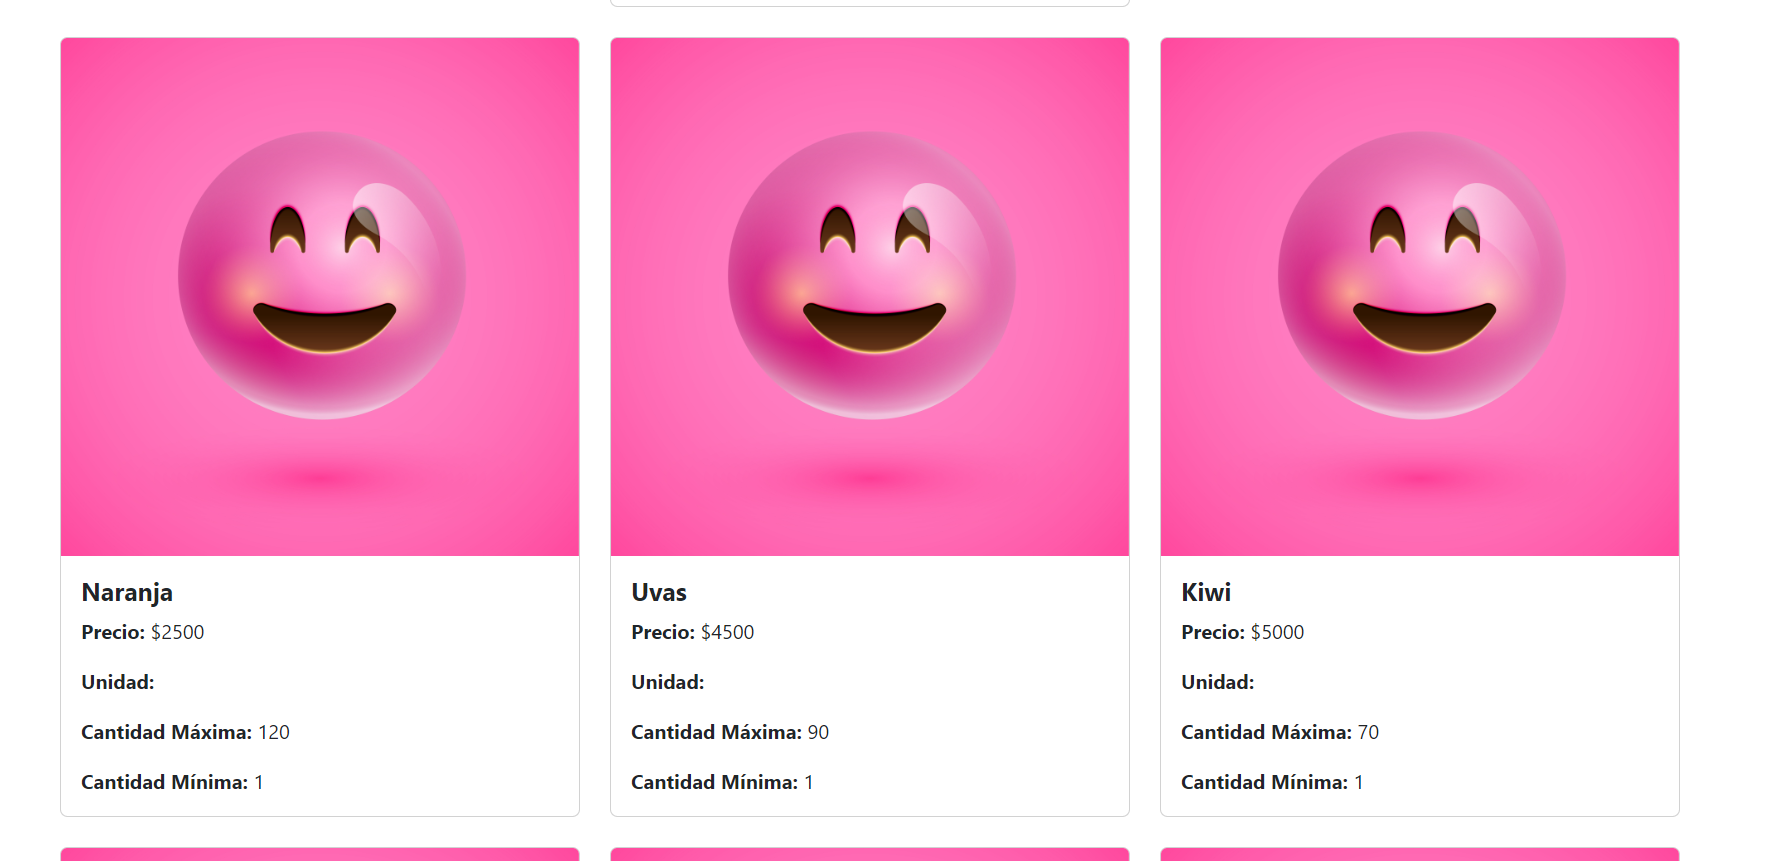 Naranja
Precio: $2500
Unidad:
Cantidad Máxima: 120
Cantidad Mínima: 1
Uvas
Precio: $4500
Unidad:
Cantidad Máxima: 90
Cantidad Mínima: 1
Kiwi
Precio: $5000
Unidad:
Cantidad Máxima: 70
Cantidad Mínima: 1